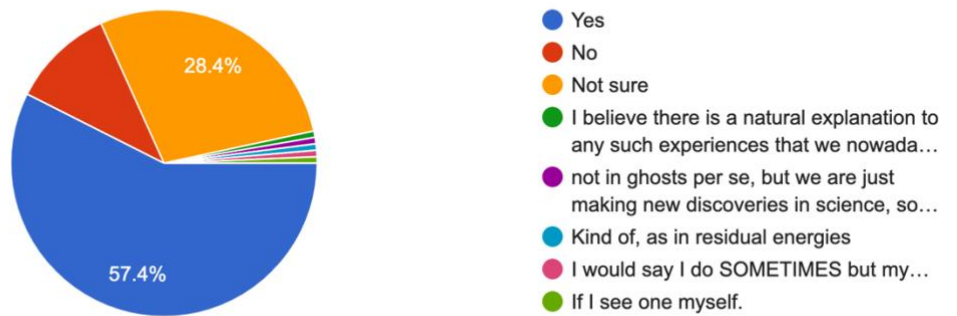 28.4%
57.4%
Yes
No
Not sure
I believe there is a natural explanation to
any such experiences that we nowada…
not in ghosts per se, but we are just
making new discoveries in science, so…
Kind of, as in residual energies
I would say I do SOMETIMES but my…
If I see one myself.